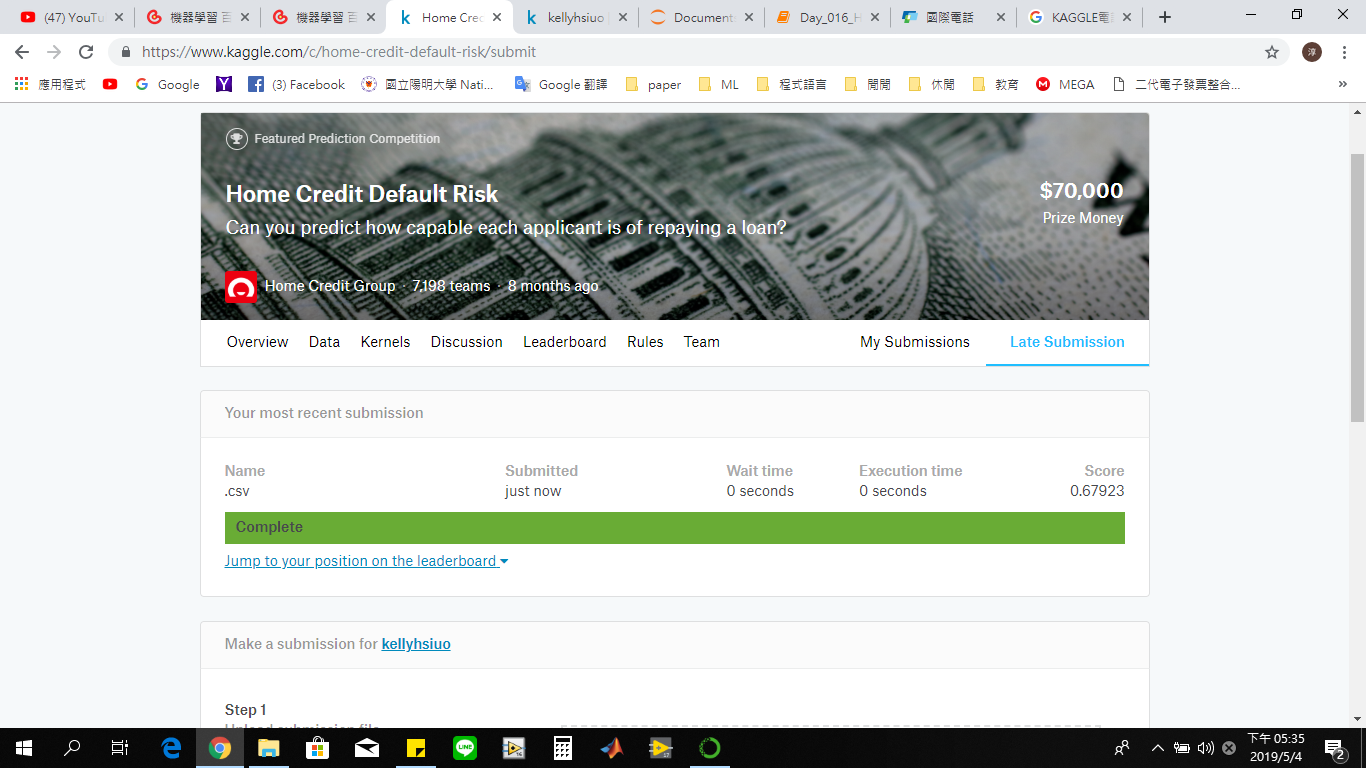 (47) YouTu
機器學習 百
機器學習 百
Home Cred
kellyhsiuo |
Documents
Day_016_H
國際電話
KAGGLE電
https://www.kaggle.com/c/home-credit-default-risk/submit
淳
應用程式
Google
(3) Facebook
國立陽明大學 Nati...
Google 翻譯
paper
ML
程式語言
閒閒
休閒
教育
MEGA
二代電子發票整合...
Featured Prediction Competition
Home Credit Default Risk
$70,000
Can you predict how capable each applicant is of repaying a loan?
Prize Money
Home Credit Group · 7,198 teams · 8 months ago
Overview Data Kernels Discussion Leaderboard Rules Team My Submissions Late Submission
Your most recent submission
Name Submitted Wait time Execution time Score
.csv just now 0 seconds 0 seconds 0.67923
Complete
Jump to your position on the leaderboard
Make a submission for kellyhsiuo
Step 1
Upload submission file
下午 05:35
2019/5/4
2